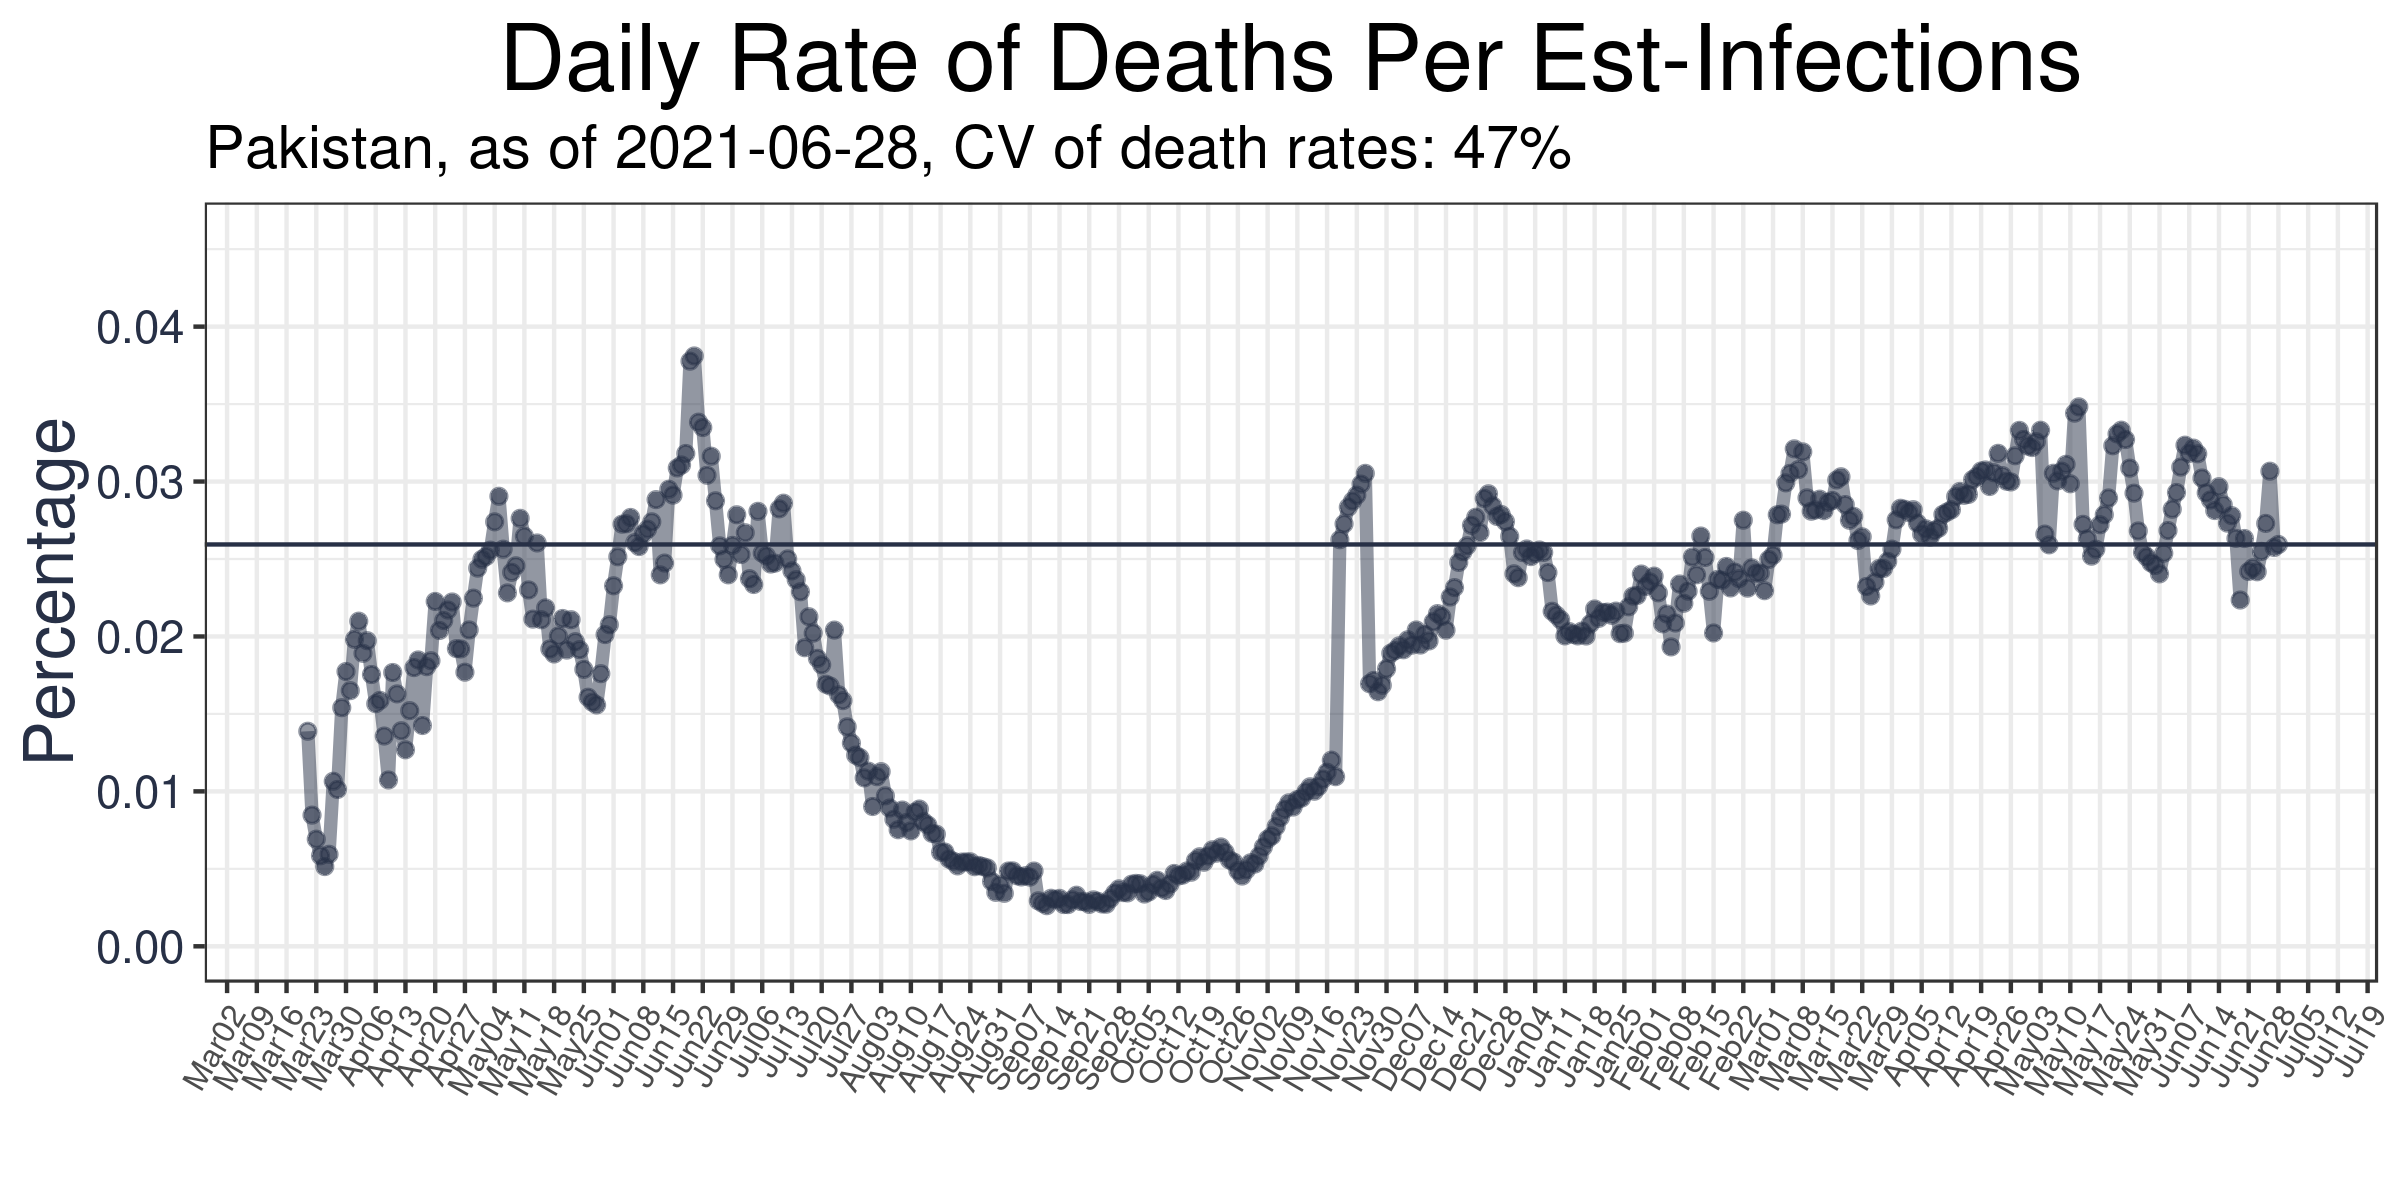 Daily Rate of Deaths Per Est-Infections
Pakistan, as of 2021-06-28, CV of death rates: 47%
Percentage
0.04
0.03
0.02
0.01
0.00
Mar02
Mar09
Mar16
Mar23
Mar30
Apr06
Apr13
Apr20
Apr27
May04
May11
May18
May25
Jun01
Jun08
Jun15
Jun22
Jun29
Jul06
Jul13
Jul20
Jul27
Aug03
Aug10
Aug17
Aug24
Aug31
Sep07
Sep14
Sep21
Sep28
Oct05
Oct12
Oct19
Oct26
Nov02
Nov09
Nov16
Nov23
Nov30
Dec07
Dec14
Dec21
Dec28
Jan04
Jan11
Jan18
Jan25
Feb01
Feb08
Feb15
Feb22
Mar01
Mar08
Mar15
Mar22
Mar29
Apr05
Apr12
Apr19
Apr26
May03
May10
May17
May24
May31
Jun07
Jun14
Jun21
Jun28
Jul05
Jul12
Jul19